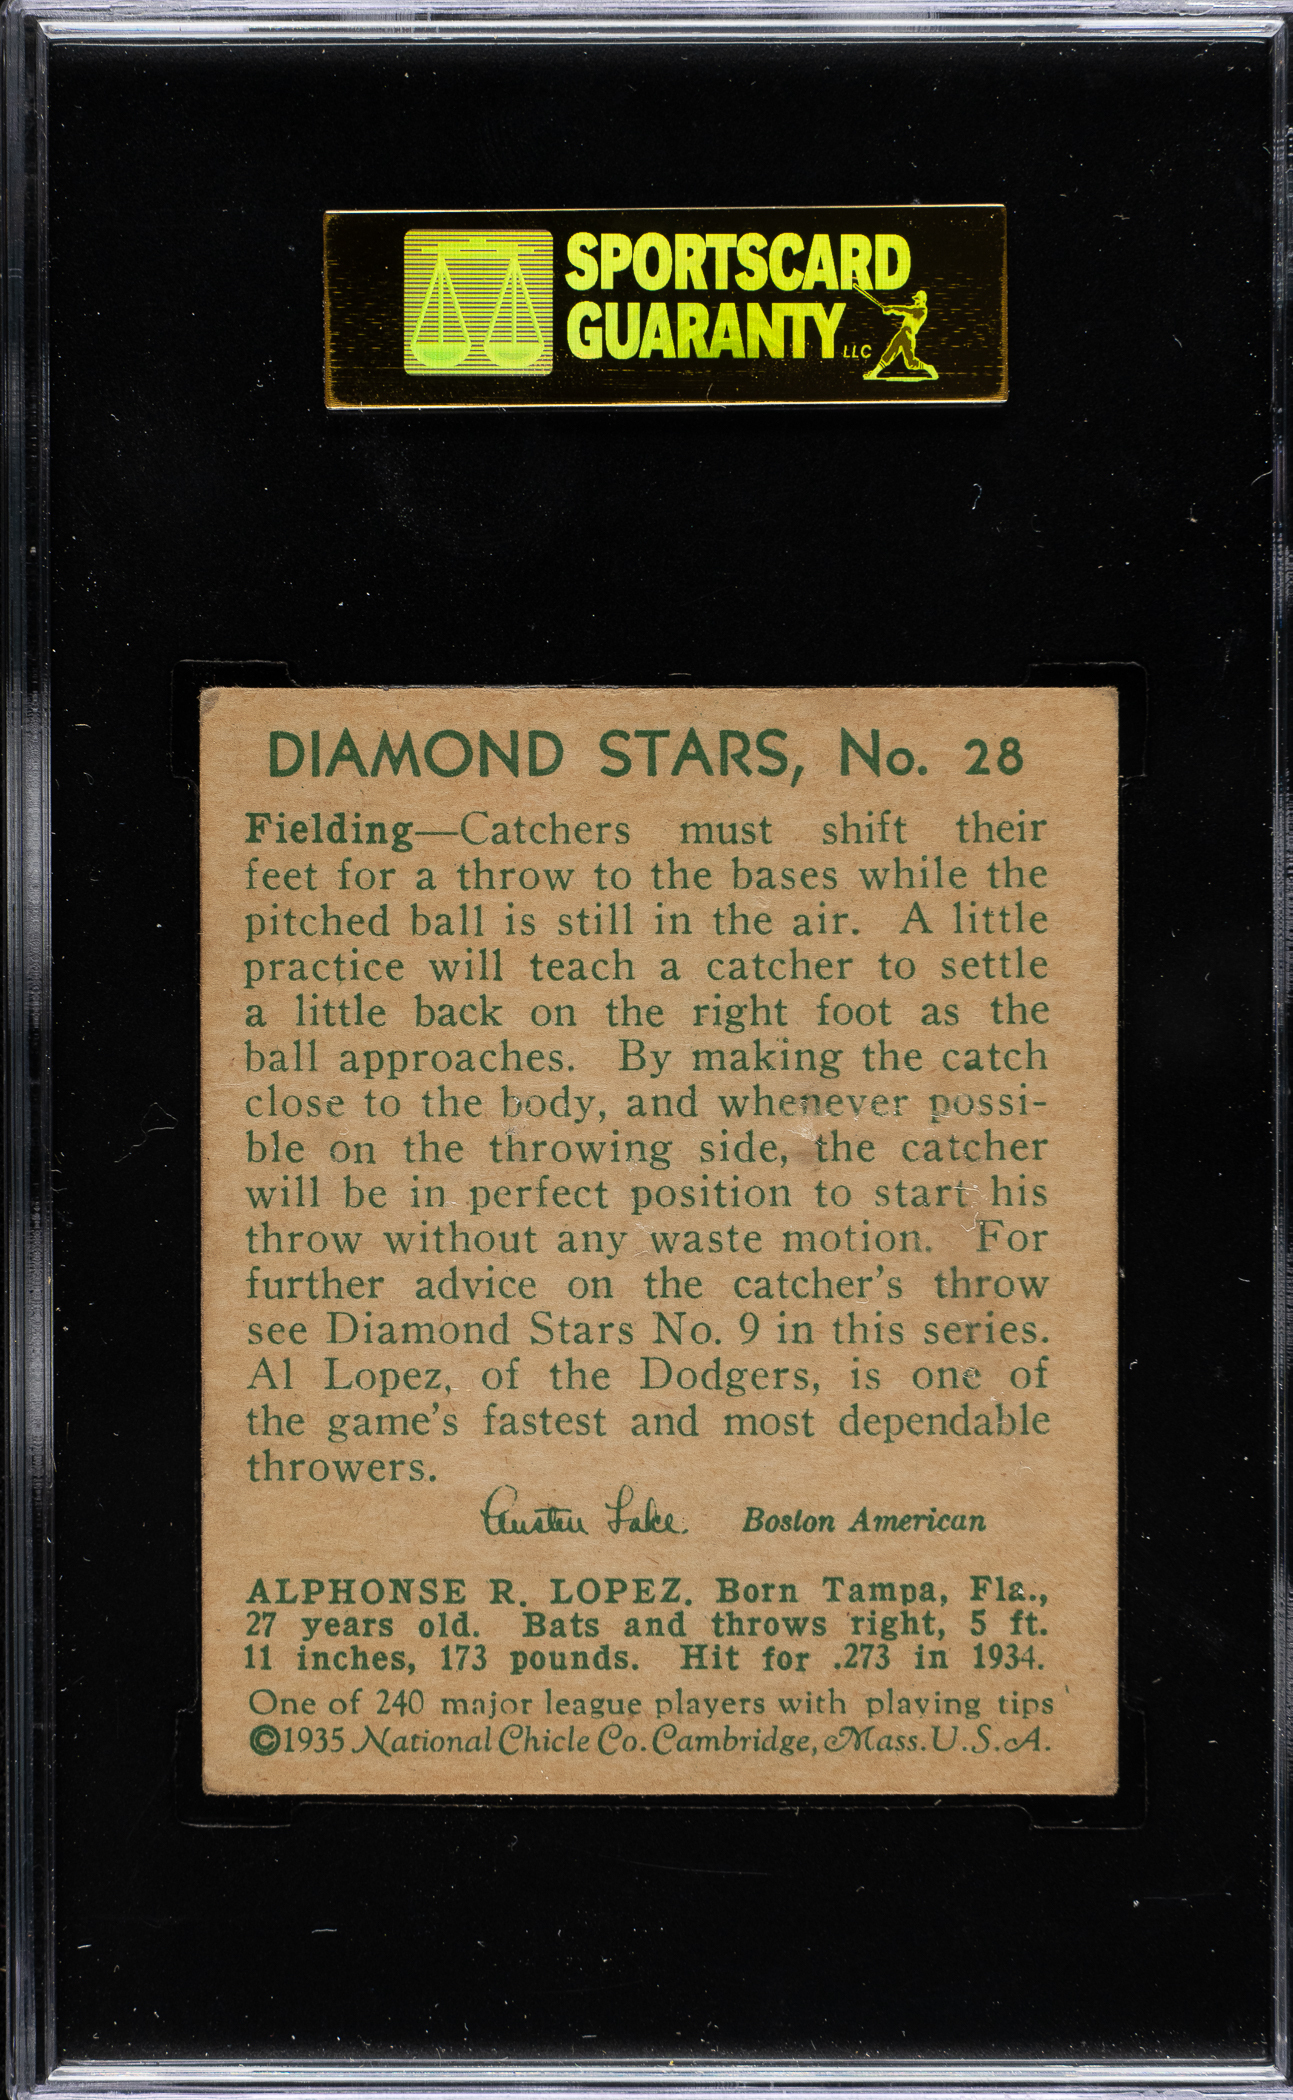 SPORTSCARD
GUARANTY LLC
DIAMOND STARS, No. 28
Fielding—Catchers must shift their
feet for a throw to the bases while the
pitched ball is still in the air. A little
practice will teach a catcher to settle
a little back on the right foot as the
ball approaches. By making the catch
close to the body, and whenever possi-
ble on the throwing side, the catcher
will be in perfect position to start his
throw without any waste motion. For
further advice on the catcher's throw
see Diamond Stars No. 9 in this series.
Al Lopez, of the Dodgers, is one of
the game's fastest and most dependable
throwers.
Austen Lake. Boston American
ALPHONSE R. LOPEZ. Born Tampa, Fla.,
27 years old. Bats and throws right, 5 ft.
11 inches, 173 pounds. Hit for .273 in 1934.
One of 240 major league players with playing tips
©1935 National Chicle Co. Cambridge, Mass. U.S.A.